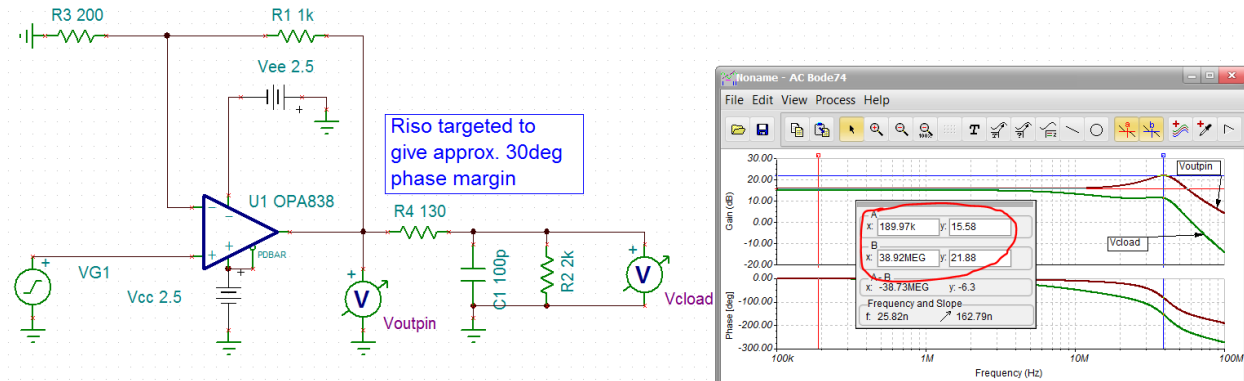 R3 200
R1 1k
Vee 2.5
+
Riso targeted to
give approx. 30deg
phase margin
U1 OPA838
R4 130
PDBAR
VG1
+
Vcc 2.5
+
V
Voutpin
C1 100p
R2 2k
+
V
Vcload
Noname - AC Bode74
File Edit View Process Help
T
a
b
Voutpin
Vcload
Gain (dB)
30.00
20.00
10.00
0.00
-10.00
-20.00
A
x: 189.97k y: 15.58
B
x: 38.92MEG y: 21.88
A - B
x: -38.73MEG y: -6.3
Frequency and Slope
f: 25.82n 162.79n
Phase [deg]
0.00
-100.00
-200.00
-300.00
100k 1M 10M 100M
Frequency (Hz)